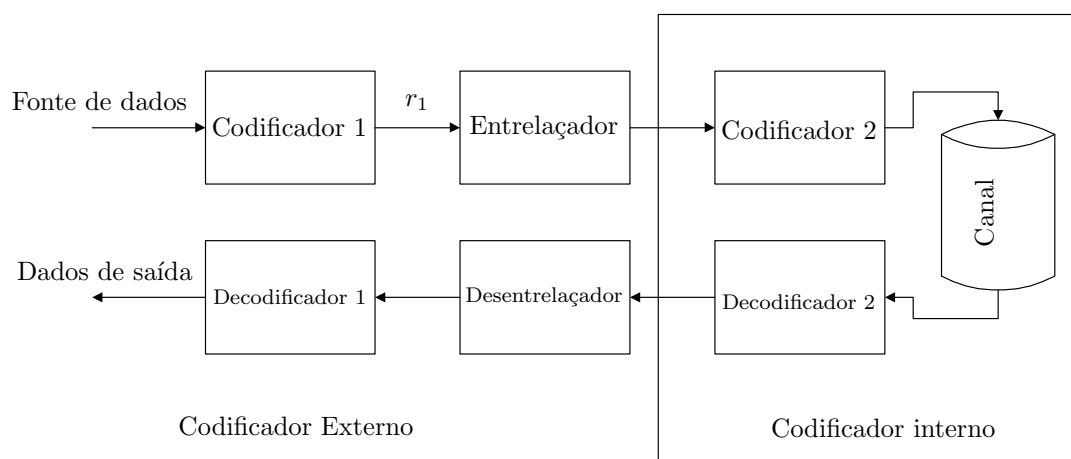 Fonte de dados
Codificador 1
r₁
Entrelaçador
Codificador 2
Canal
Dados de saída
Decodificador 1
Desentrelaçador
Decodificador 2
Codificador Externo
Codificador interno